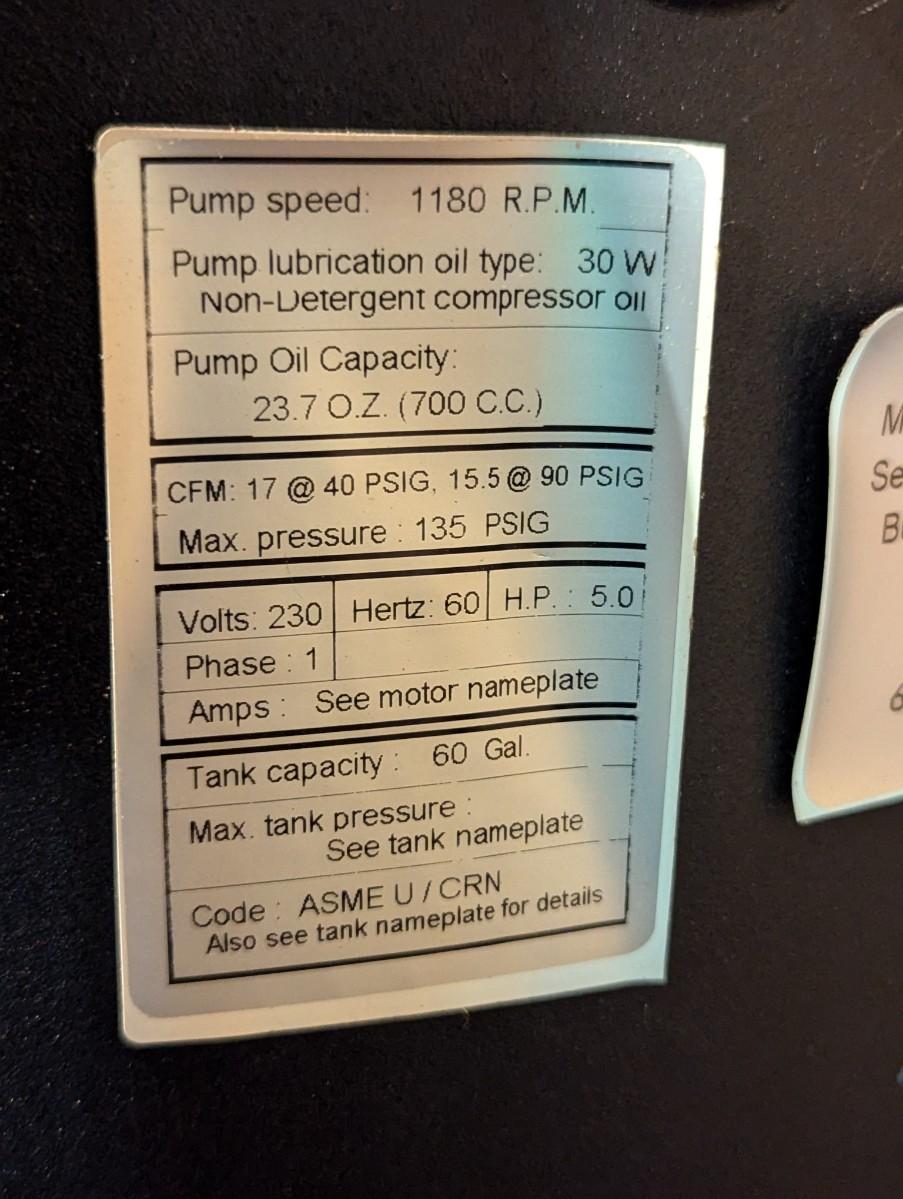 Pump speed: 1180 R.P.M.
Pump lubrication oil type: 30 W
Non-Detergent compressor oil
Pump Oil Capacity:
23.7 O.Z. (700 C.C.)
CFM: 17 @ 40 PSIG, 15.5 @ 90 PSIG
Max. pressure : 135 PSIG
Volts: 230 Hertz: 60 H.P. : 5.0
Phase : 1
Amps : See motor nameplate
Tank capacity : 60 Gal.
Max. tank pressure :
See tank nameplate
Code : ASME U / CRN
Also see tank nameplate for details